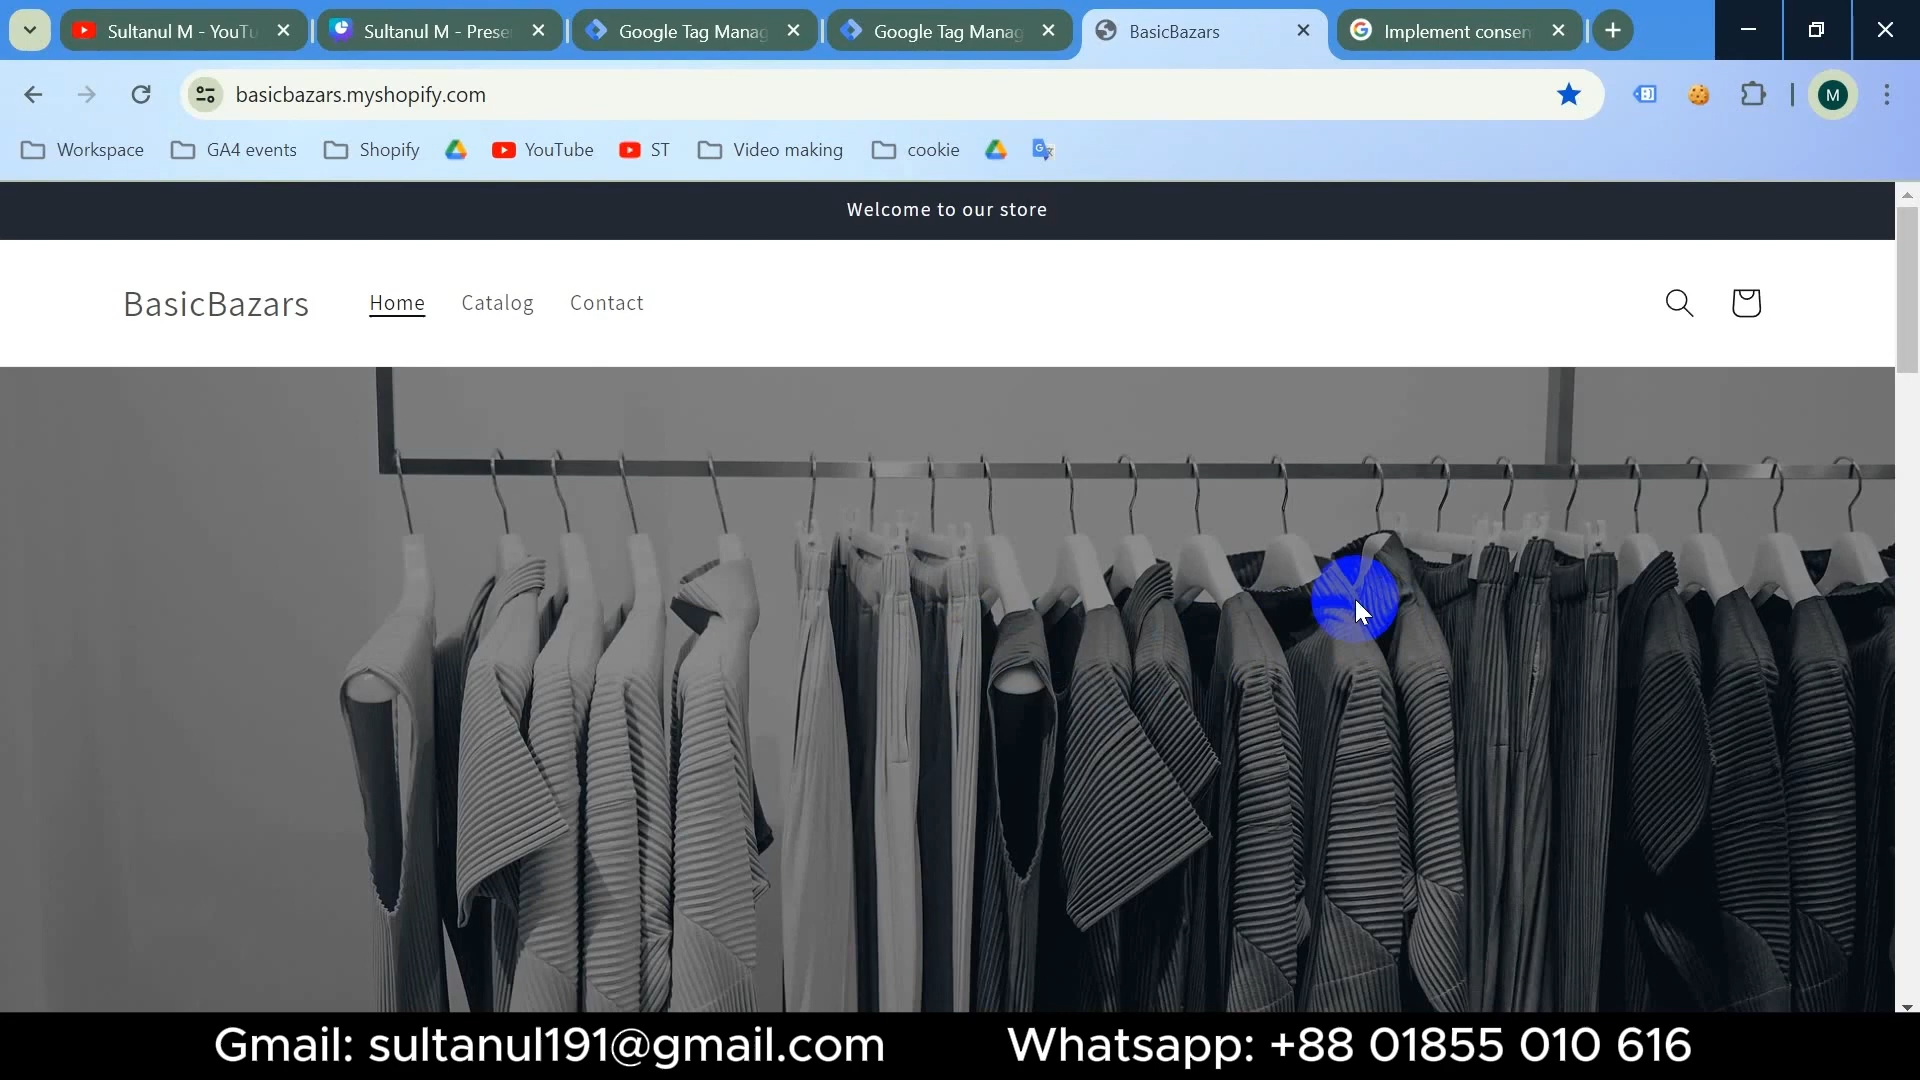 Sultanul M - YouTu
Sultanul M - Prese
Google Tag Manag
Google Tag Manag
BasicBazars
Implement consen
basicbazars.myshopify.com
M
Workspace
GA4 events
Shopify
YouTube
ST
Video making
cookie
Welcome to our store
BasicBazars
Home
Catalog
Contact
Gmail: sultanul191@gmail.com
Whatsapp: +88 01855 010 616